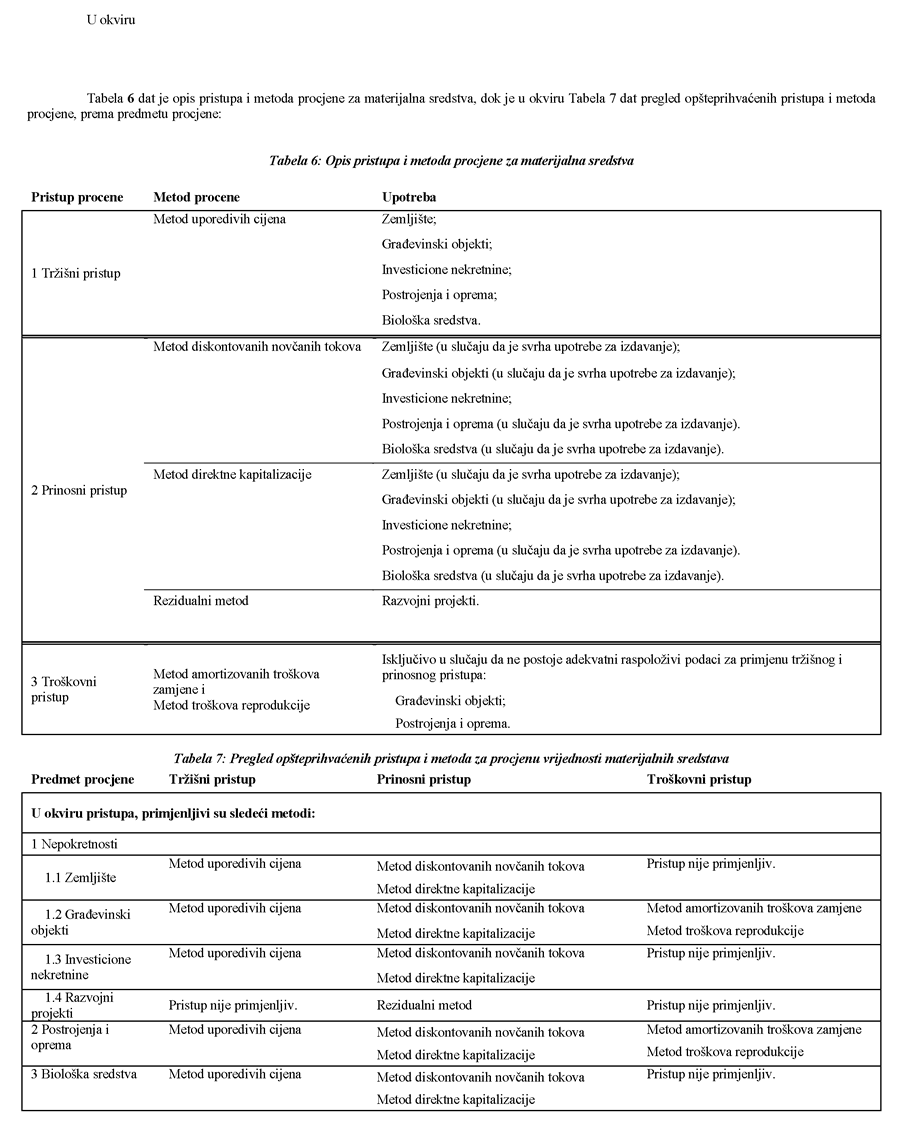 U okviru
Tabela 6 dat je opis pristupa i metoda procjene za materijalna sredstva, dok je u okviru Tabela 7 dat pregled opšteprihvaćenih pristupa i metoda
procjene, prema predmetu procjene:
Tabela 6: Opis pristupa i metoda procjene za materijalna sredstva
Pristup procene Metod procene Upotreba
1 Tržišni pristup
Metod uporedivih cijena
Zemljište;
Građevinski objekti;
Investicione nekretnine;
Postrojenja i oprema;
Biološka sredstva.
2 Prinosni pristup
Metod diskontovanih novčanih tokova
Zemljište (u slučaju da je svrha upotrebe za izdavanje);
Građevinski objekti (u slučaju da je svrha upotrebe za izdavanje);
Investicione nekretnine;
Postrojenja i oprema (u slučaju da je svrha upotrebe za izdavanje).
Biološka sredstva (u slučaju da je svrha upotrebe za izdavanje).
Metod direktne kapitalizacije
Zemljište (u slučaju da je svrha upotrebe za izdavanje);
Građevinski objekti (u slučaju da je svrha upotrebe za izdavanje);
Investicione nekretnine;
Postrojenja i oprema (u slučaju da je svrha upotrebe za izdavanje).
Biološka sredstva (u slučaju da je svrha upotrebe za izdavanje).
Rezidualni metod
Razvojni projekti.
3 Troškovni
pristup
Metod amortizovanih troškova
zamjene i
Metod troškova reprodukcije
Isključivo u slučaju da ne postoje adekvatni raspoloživi podaci za primjenu tržišnog i
prinosnog pristupa:
Građevinski objekti;
Postrojenja i oprema.
Tabela 7: Pregled opšteprihvaćenih pristupa i metoda za procjenu vrijednosti materijalnih sredstava
Predmet procjene Tržišni pristup Prinosni pristup Troškovni pristup
U okviru pristupa, primjenljivi su sledeći metodi:
1 Nepokretnosti
1.1 Zemljište
Metod uporedivih cijena
Metod diskontovanih novčanih tokova
Metod direktne kapitalizacije
Pristup nije primjenljiv.
1.2 Građevinski
objekti
Metod uporedivih cijena
Metod diskontovanih novčanih tokova
Metod direktne kapitalizacije
Metod amortizovanih troškova zamjene
Metod troškova reprodukcije
1.3 Investicione
nekretnine
Metod uporedivih cijena
Metod diskontovanih novčanih tokova
Metod direktne kapitalizacije
Pristup nije primjenljiv.
1.4 Razvojni
projekti
Pristup nije primjenljiv.
Rezidualni metod
Pristup nije primjenljiv.
2 Postrojenja i
oprema
Metod uporedivih cijena
Metod diskontovanih novčanih tokova
Metod direktne kapitalizacije
Metod amortizovanih troškova zamjene
Metod troškova reprodukcije
3 Biološka sredstva
Metod uporedivih cijena
Metod diskontovanih novčanih tokova
Metod direktne kapitalizacije
Pristup nije primjenljiv.